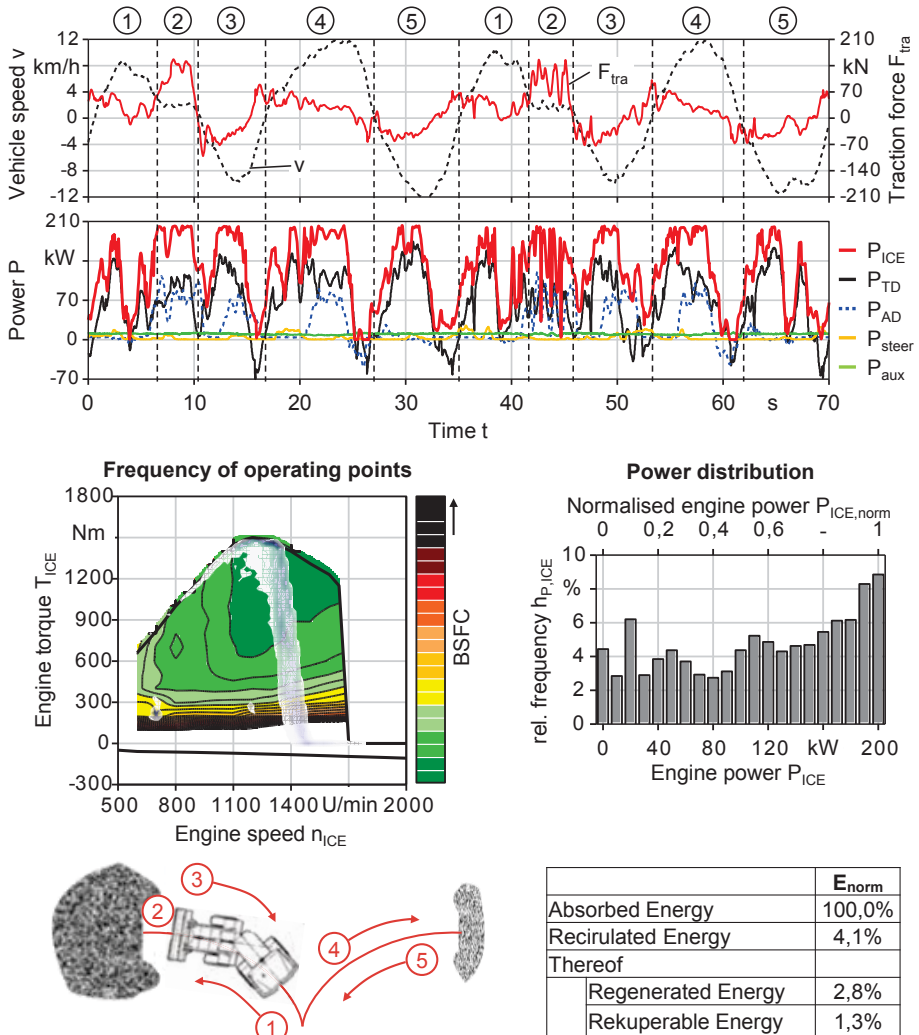 ① ② ③ ④ ⑤ ① ② ③ ④ ⑤
Vehicle speed v
12
km/h
4
0
-4
-8
-12
F_tra
v
210
kN
70
0
-70
-140
-210
Traction force F_tra
Power P
210
kW
70
0
-70
0 10 20 30 40 50 60 s 70
Time t
P_ICE
P_TD
P_AD
P_steer
P_aux
Frequency of operating points
Engine torque T_ICE
1800
Nm
1200
900
600
300
0
-300
500 800 1100 1400 U/min 2000
Engine speed n_ICE
BSFC
Power distribution
Normalised engine power P_ICE,norm
0 0,2 0,4 0,6 - 1
rel. frequency h_P,ICE
10
%
6
4
2
0
0 40 80 120 kW 200
Engine power P_ICE
③
②
④
⑤
①
E_norm
Absorbed Energy 100,0%
Recirulated Energy 4,1%
Thereof
Regenerated Energy 2,8%
Rekuperable Energy 1,3%